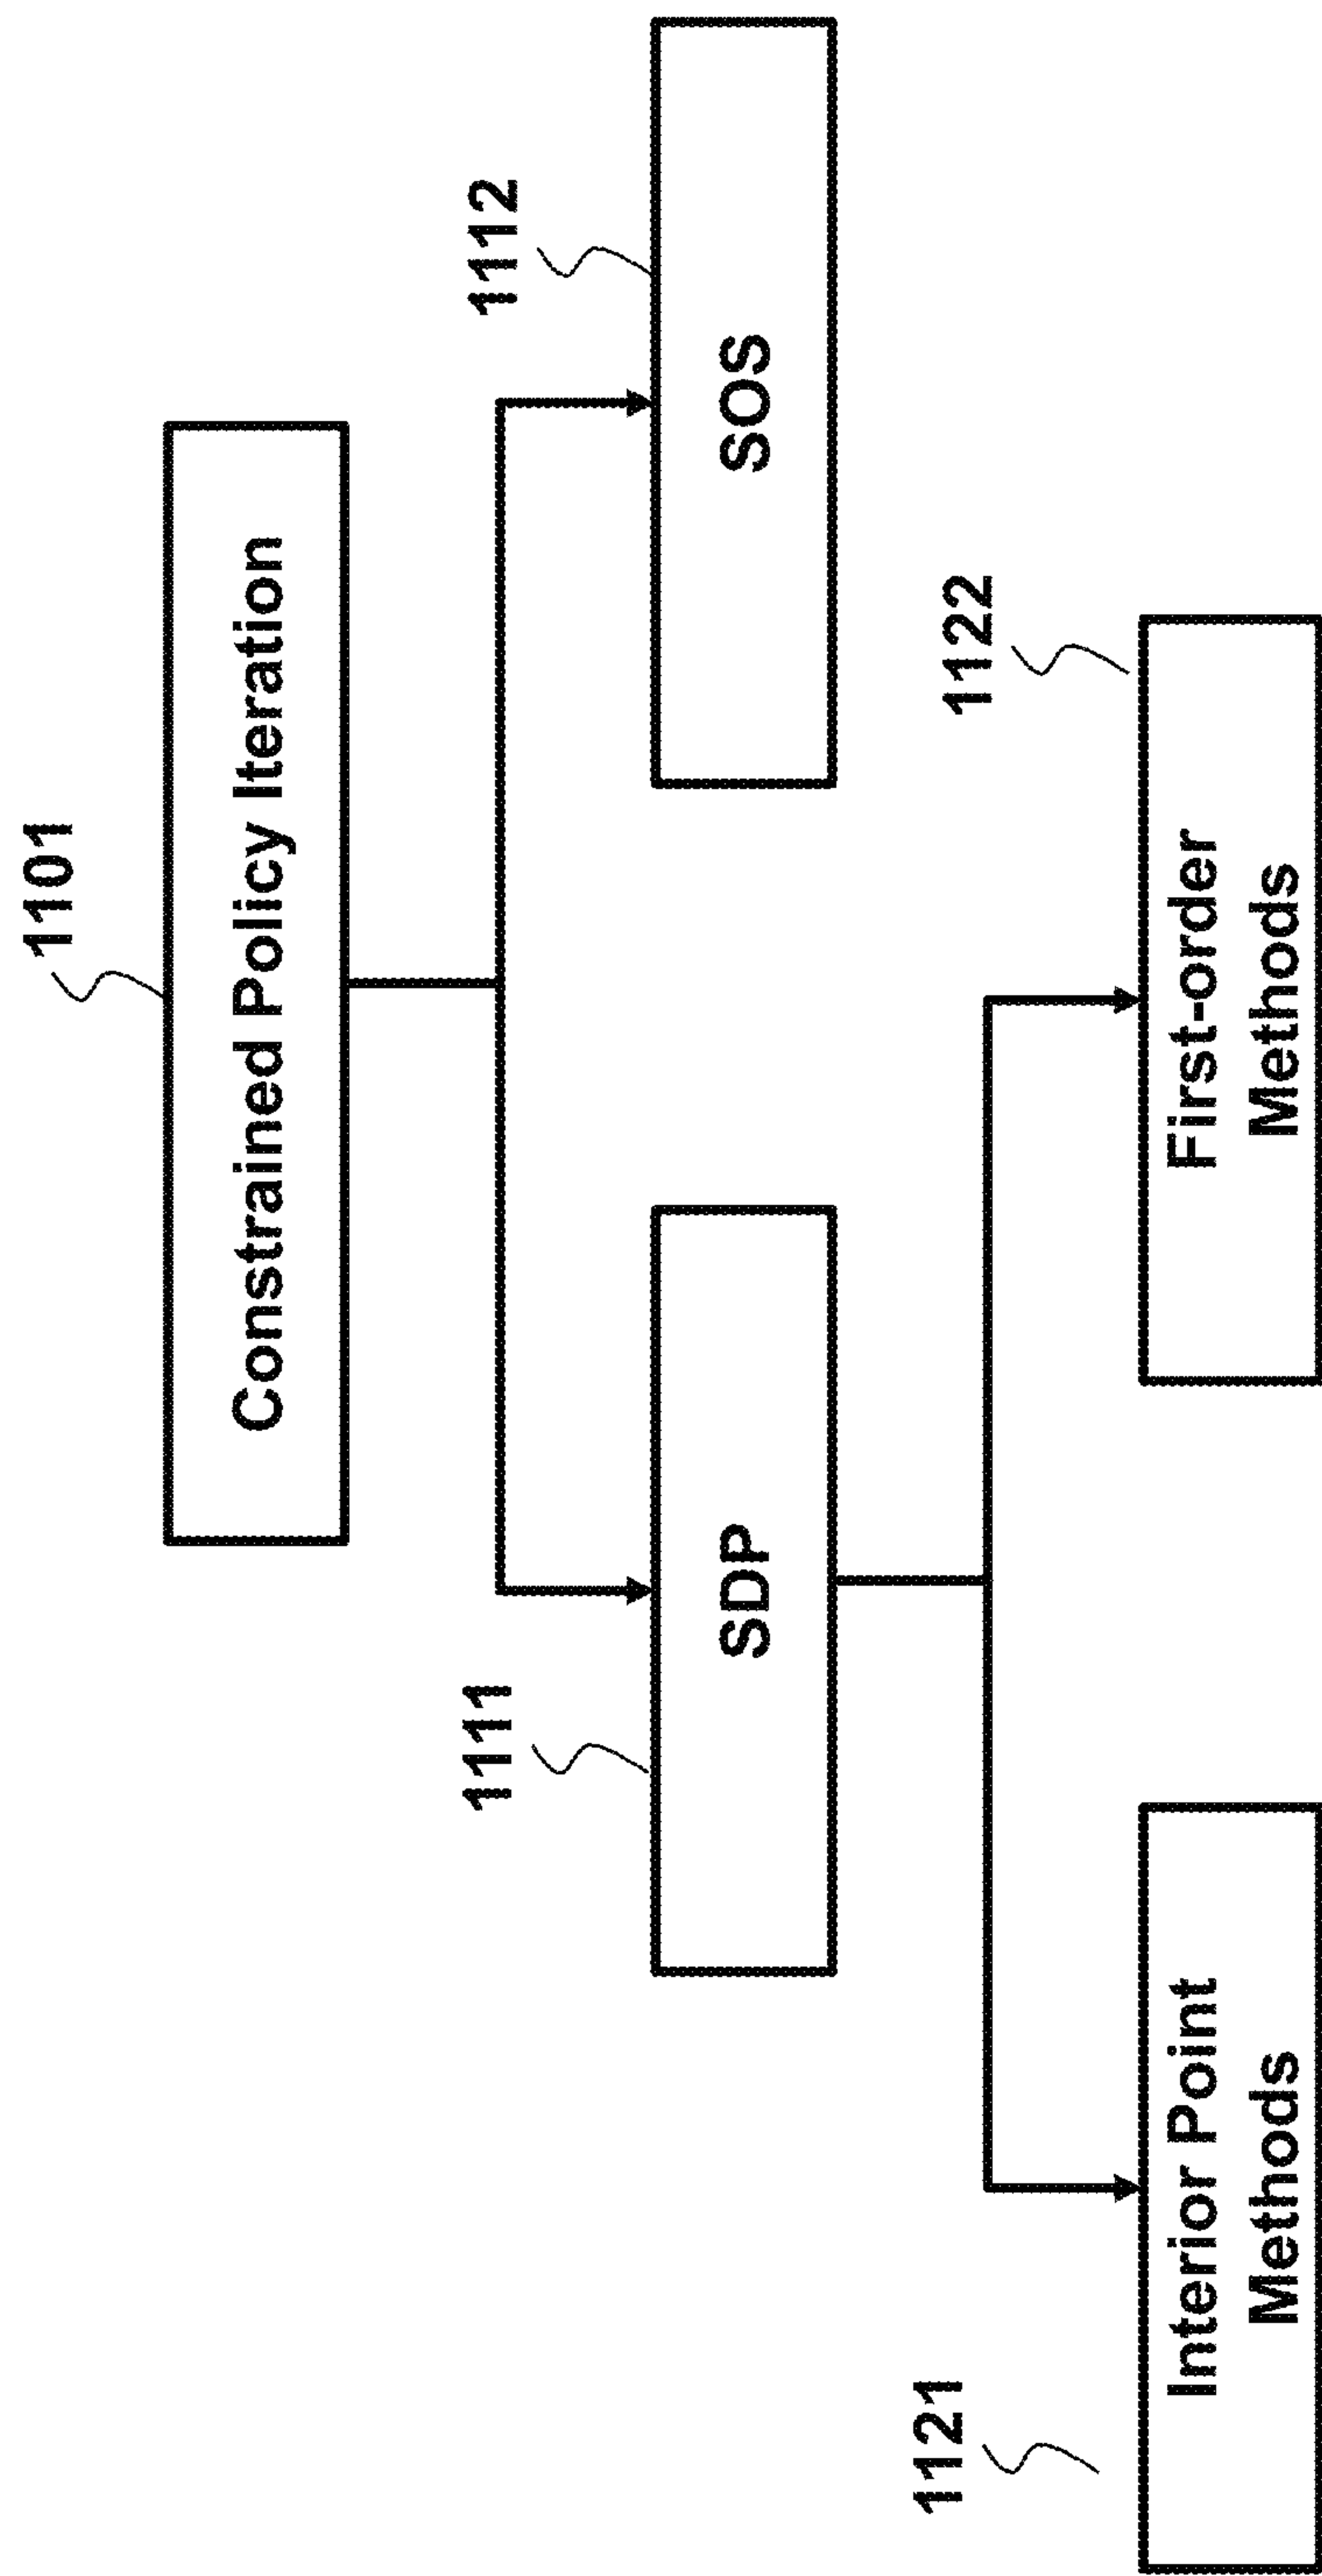 1101
Constrained Policy Iteration
1111
SDP
1112
SOS
1121
Interior Point
Methods
1122
First-order
Methods